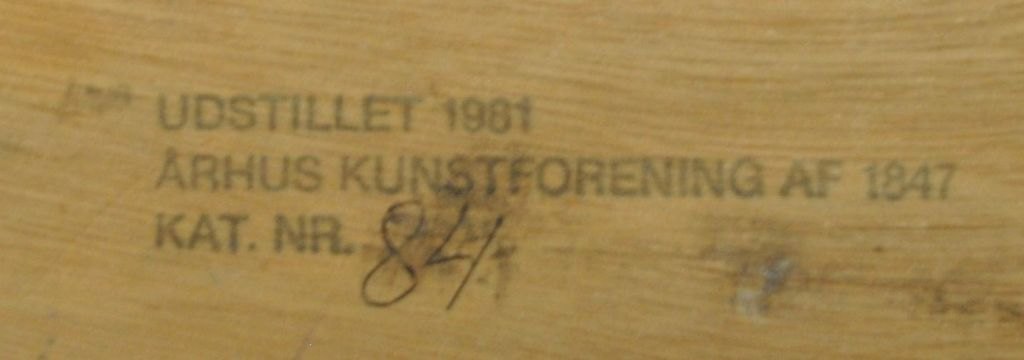 UDSTILLET 1981
ÅRHUS KUNSTFORENING AF 1847
KAT. NR. 84